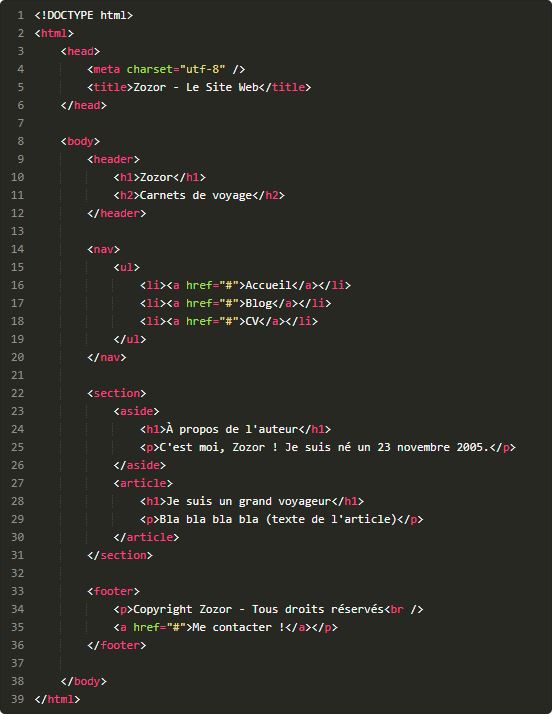 1 <!DOCTYPE html>
2 <html>
3     <head>
4         <meta charset="utf-8" />
5         <title>Zozor - Le Site Web</title>
6     </head>
7
8     <body>
9         <header>
10             <h1>Zozor</h1>
11             <h2>Carnets de voyage</h2>
12         </header>
13
14         <nav>
15             <ul>
16                 <li><a href="#">Accueil</a></li>
17                 <li><a href="#">Blog</a></li>
18                 <li><a href="#">CV</a></li>
19             </ul>
20         </nav>
21
22         <section>
23             <aside>
24                 <h1>À propos de l'auteur</h1>
25                 <p>C'est moi, Zozor ! Je suis né un 23 novembre 2005.</p>
26             </aside>
27             <article>
28                 <h1>Je suis un grand voyageur</h1>
29                 <p>Bla bla bla bla (texte de l'article)</p>
30             </article>
31         </section>
32
33         <footer>
34             <p>Copyright Zozor - Tous droits réservés<br />
35             <a href="#">Me contacter !</a></p>
36         </footer>
37
38     </body>
39 </html>